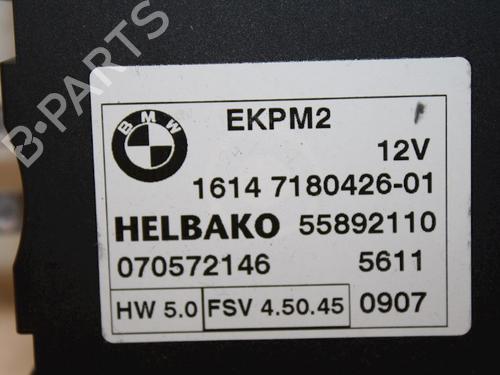 B-PARTS
BMW
EKPM2
12V
1614 7180426-01
HELBAKO 55892110
070572146 5611
HW 5.0 FSV 4.50.45 0907